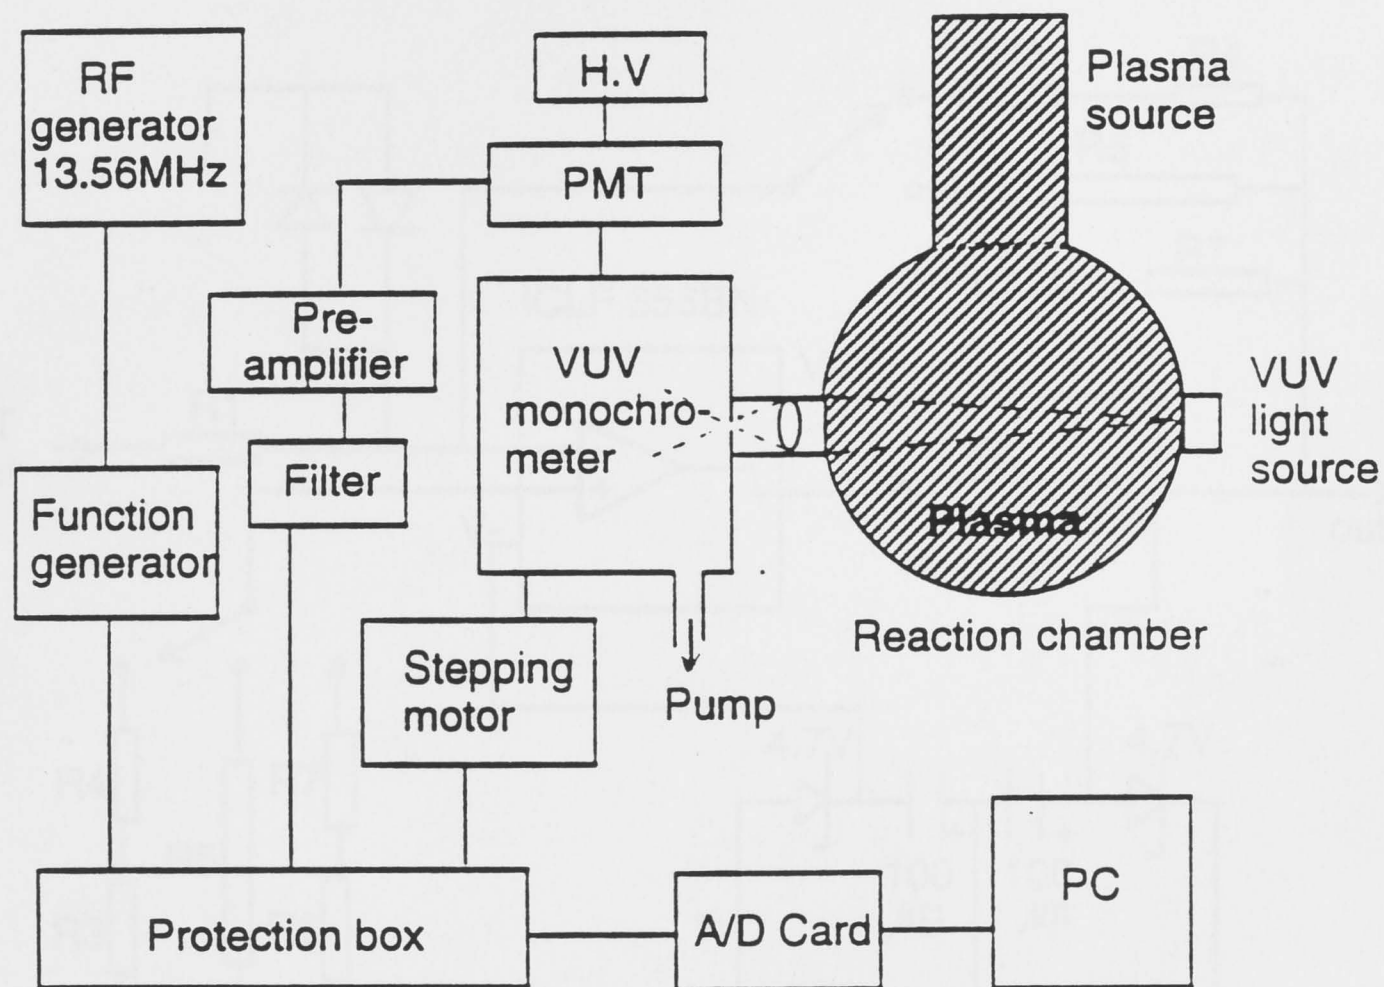 RF
generator
13.56MHz
H.V
PMT
Plasma
source
Pre-
amplifier
VUV
monochro-
meter
VUV
light
source
Filter
Function
generator
Plasma
Reaction chamber
Stepping
motor
Pump
Protection box
A/D Card
PC